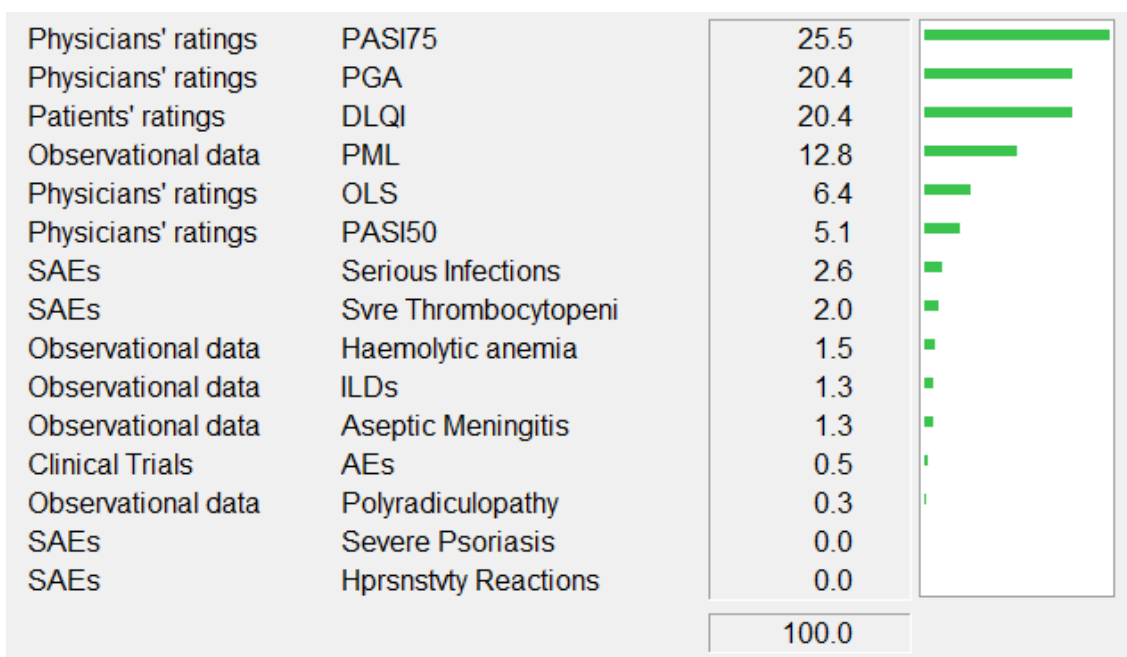 Physicians' ratings PASI75 25.5
Physicians' ratings PGA 20.4
Patients' ratings DLQI 20.4
Observational data PML 12.8
Physicians' ratings OLS 6.4
Physicians' ratings PASI50 5.1
SAEs Serious Infections 2.6
SAEs Svre Thrombocytopeni 2.0
Observational data Haemolytic anemia 1.5
Observational data ILDs 1.3
Observational data Aseptic Meningitis 1.3
Clinical Trials AEs 0.5
Observational data Polyradiculopathy 0.3
SAEs Severe Psoriasis 0.0
SAEs Hprsnstvty Reactions 0.0
100.0